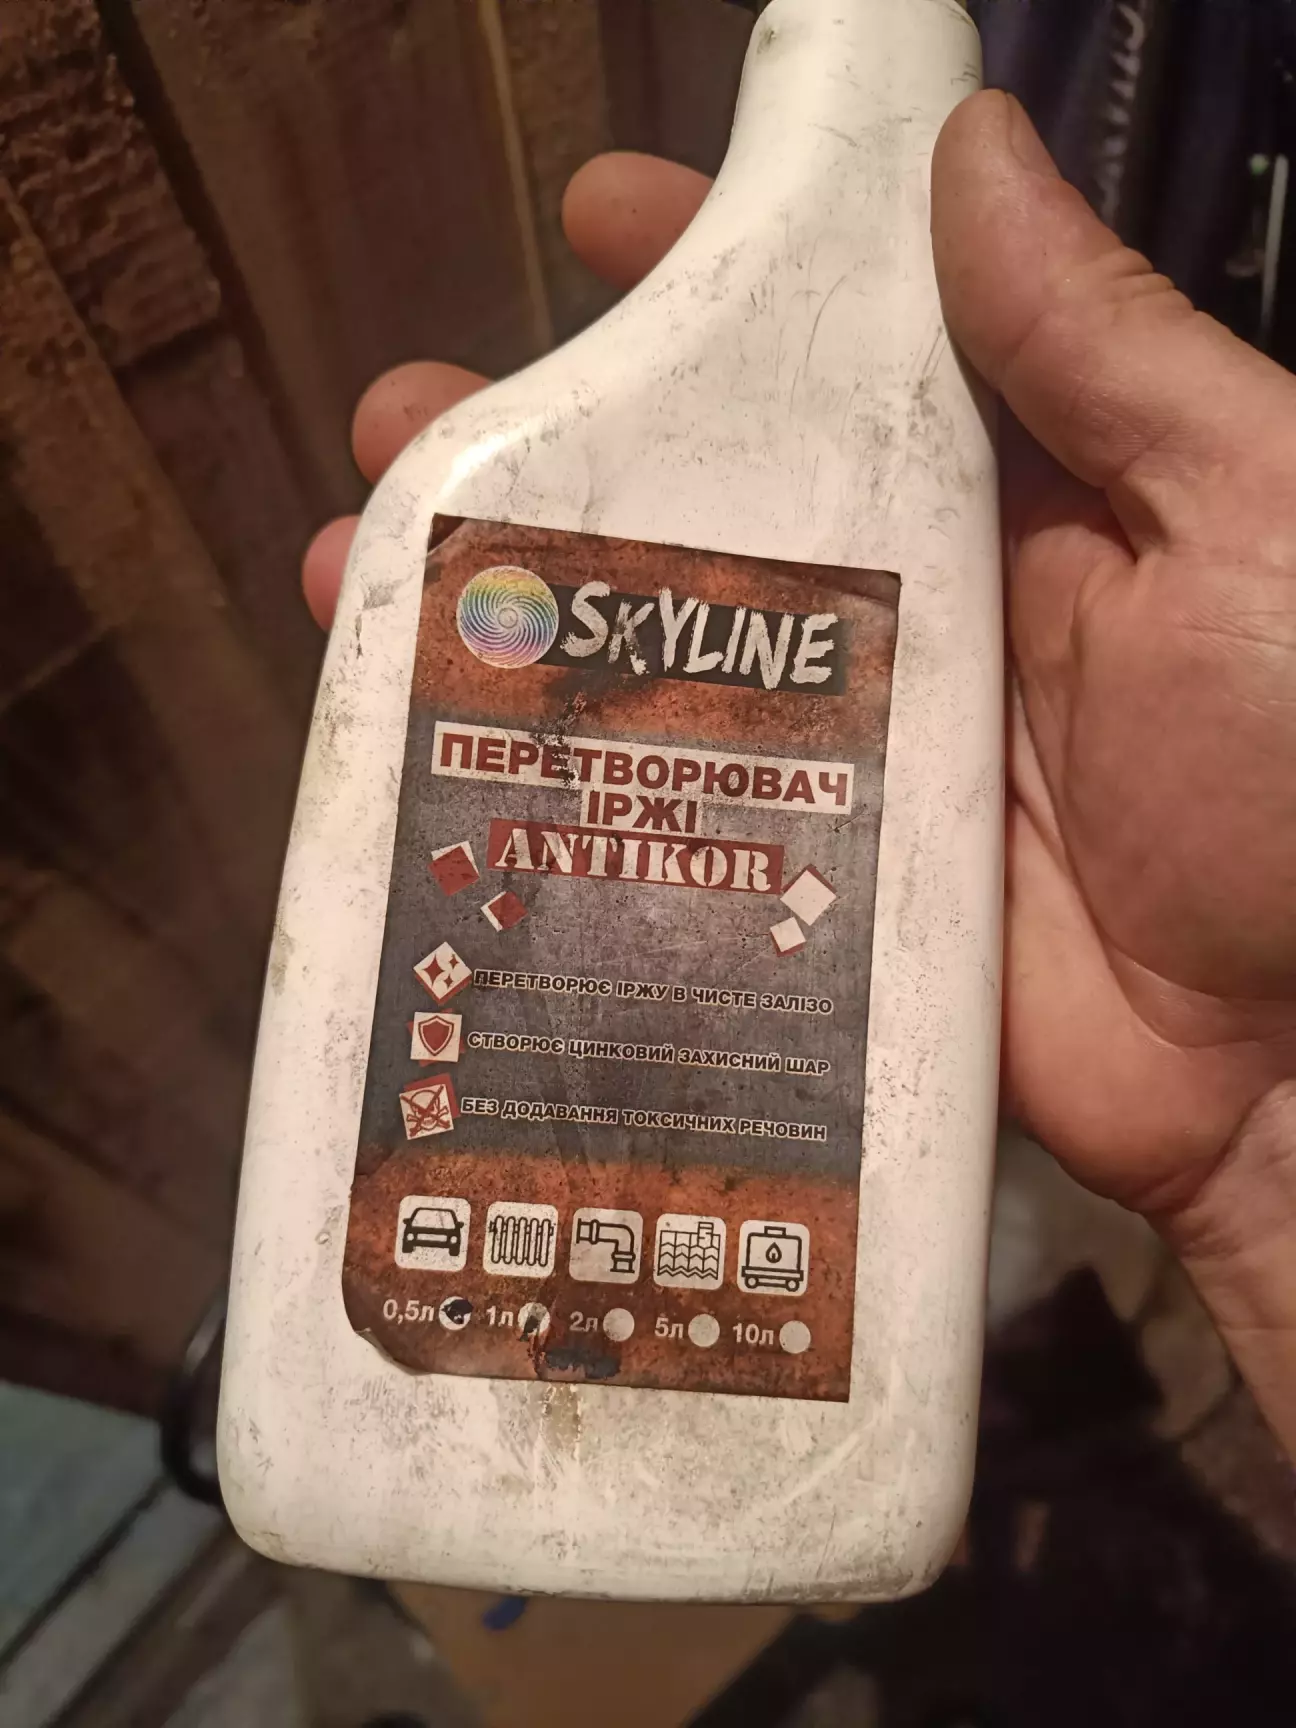 SKYLINE
ПЕРЕТВОРЮВАЧ
ІРЖІ
ANTIKOR
ПЕРЕТВОРЮЄ ІРЖУ В ЧИСТЕ ЗАЛІЗО
СТВОРЮЄ ЦИНКОВИЙ ЗАХИСНИЙ ШАР
БЕЗ ДОДАВАННЯ ТОКСИЧНИХ РЕЧОВИН
0,5л 1л 2л 5л 10л